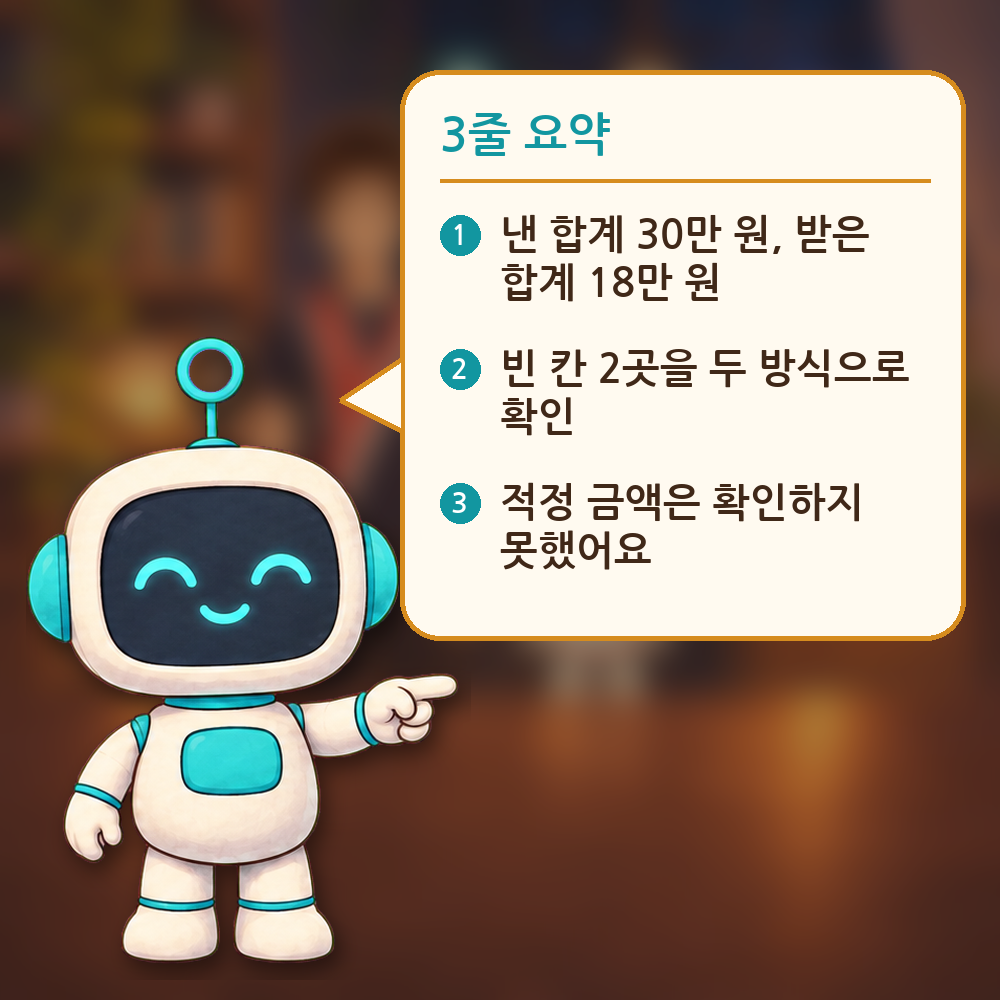 3줄 요약
1 낸 합계 30만 원, 받은
합계 18만 원
2 빈 칸 2곳을 두 방식으로
확인
3 적정 금액은 확인하지
못했어요